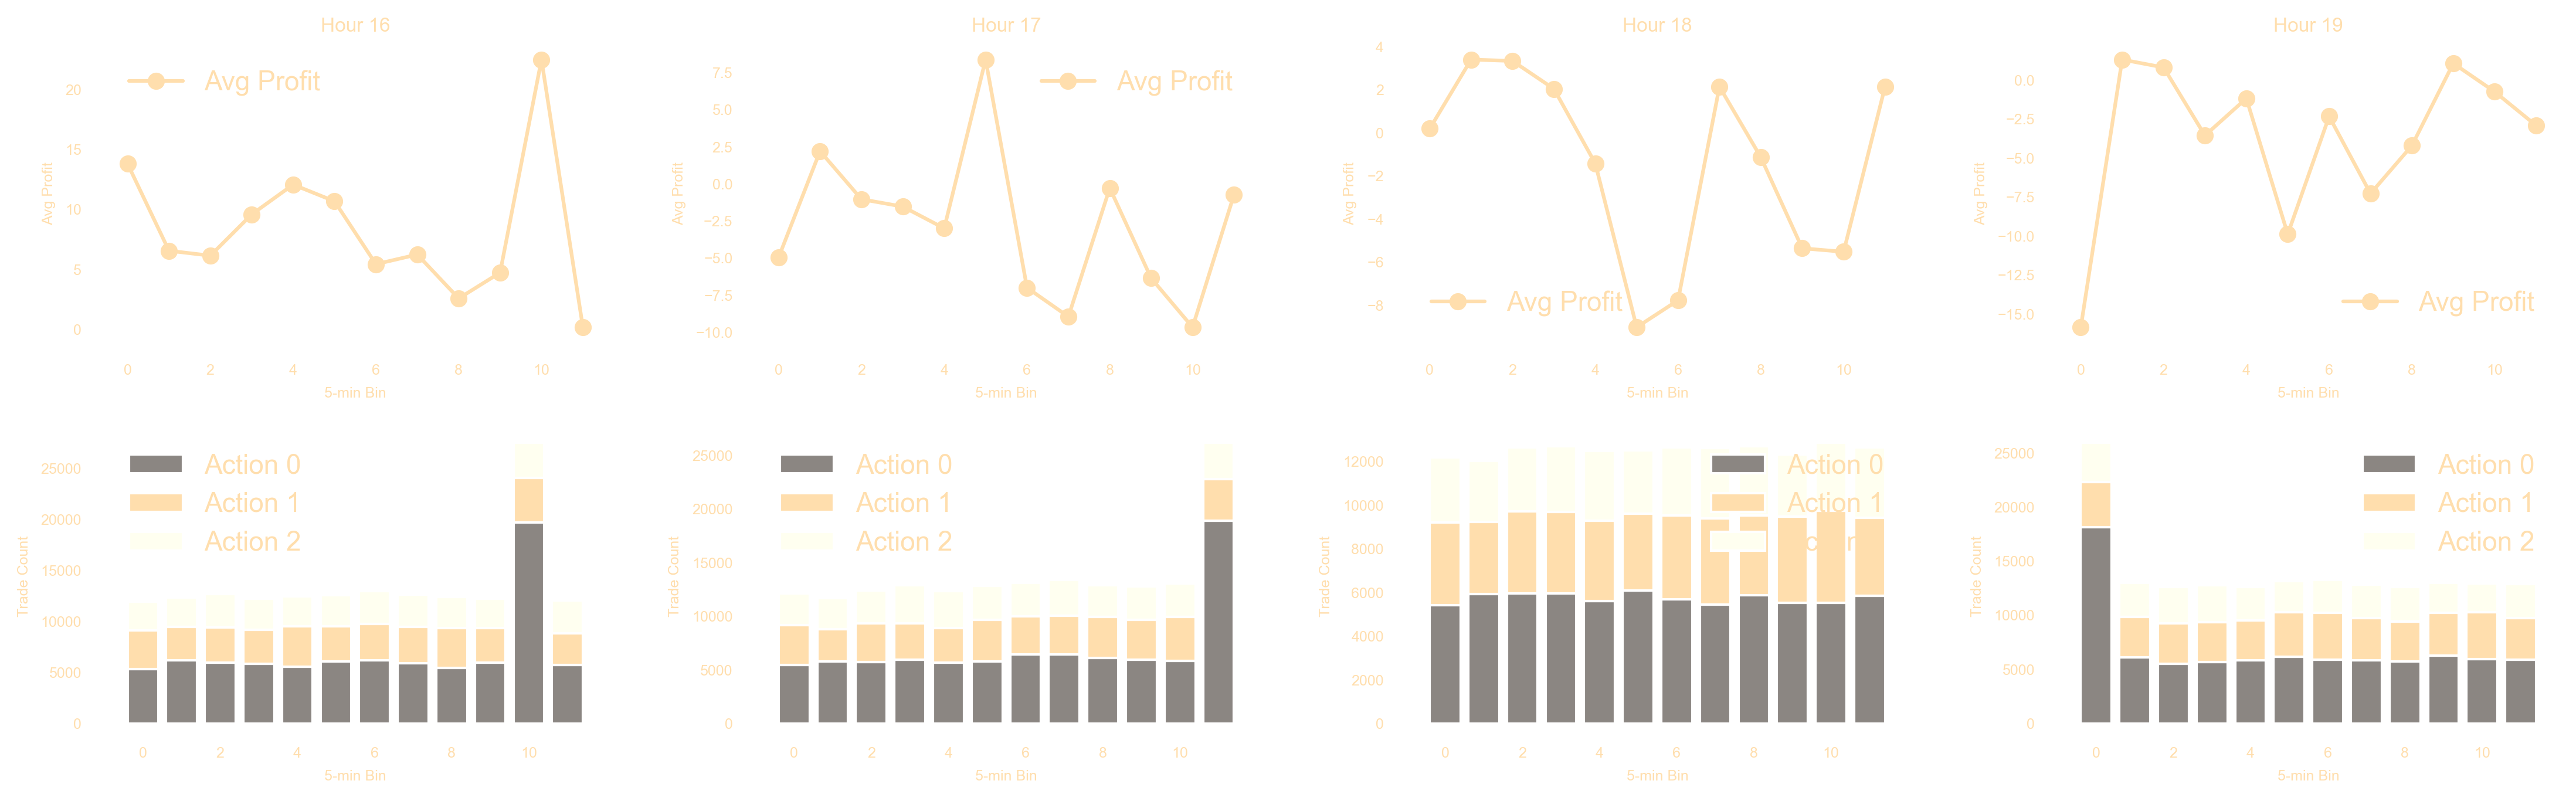 Hour 16
Avg Profit
Avg Profit
20
15
10
5
0
0 2 4 6 8 10
5-min Bin
Hour 17
Avg Profit
Avg Profit
7.5
5.0
2.5
0.0
−2.5
−5.0
−7.5
−10.0
0 2 4 6 8 10
5-min Bin
Hour 18
Avg Profit
Avg Profit
4
2
0
−2
−4
−6
−8
0 2 4 6 8 10
5-min Bin
Hour 19
Avg Profit
Avg Profit
0.0
−2.5
−5.0
−7.5
−10.0
−12.5
−15.0
0 2 4 6 8 10
5-min Bin
Action 0
Action 1
Action 2
Trade Count
25000
20000
15000
10000
5000
0
0 2 4 6 8 10
5-min Bin
Action 0
Action 1
Action 2
Trade Count
25000
20000
15000
10000
5000
0
0 2 4 6 8 10
5-min Bin
Action 0
Action 1
Trade Count
12000
10000
8000
6000
4000
2000
0
0 2 4 6 8 10
5-min Bin
Action 0
Action 1
Action 2
Trade Count
25000
20000
15000
10000
5000
0
0 2 4 6 8 10
5-min Bin